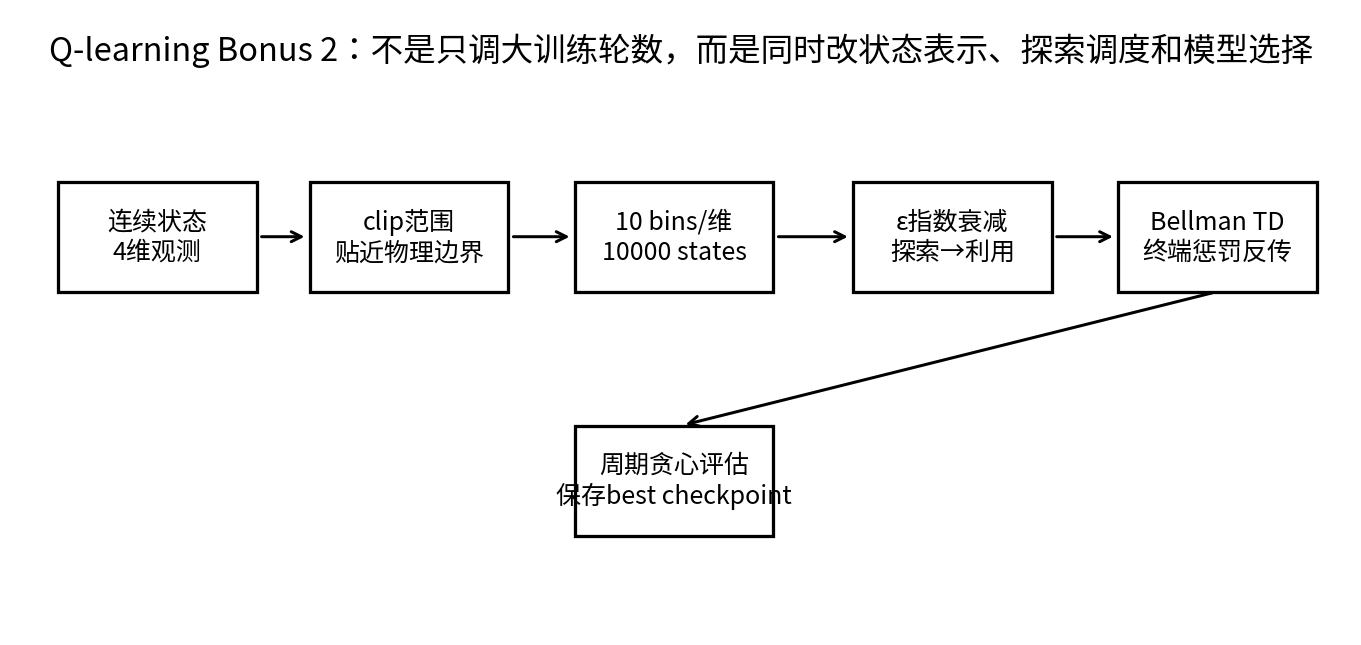 Q-learning Bonus 2：不是只调大训练轮数，而是同时改状态表示、探索调度和模型选择
连续状态
4维观测
clip范围
贴近物理边界
10 bins/维
10000 states
ε指数衰减
探索→利用
Bellman TD
终端惩罚反传
周期贪心评估
保存best checkpoint